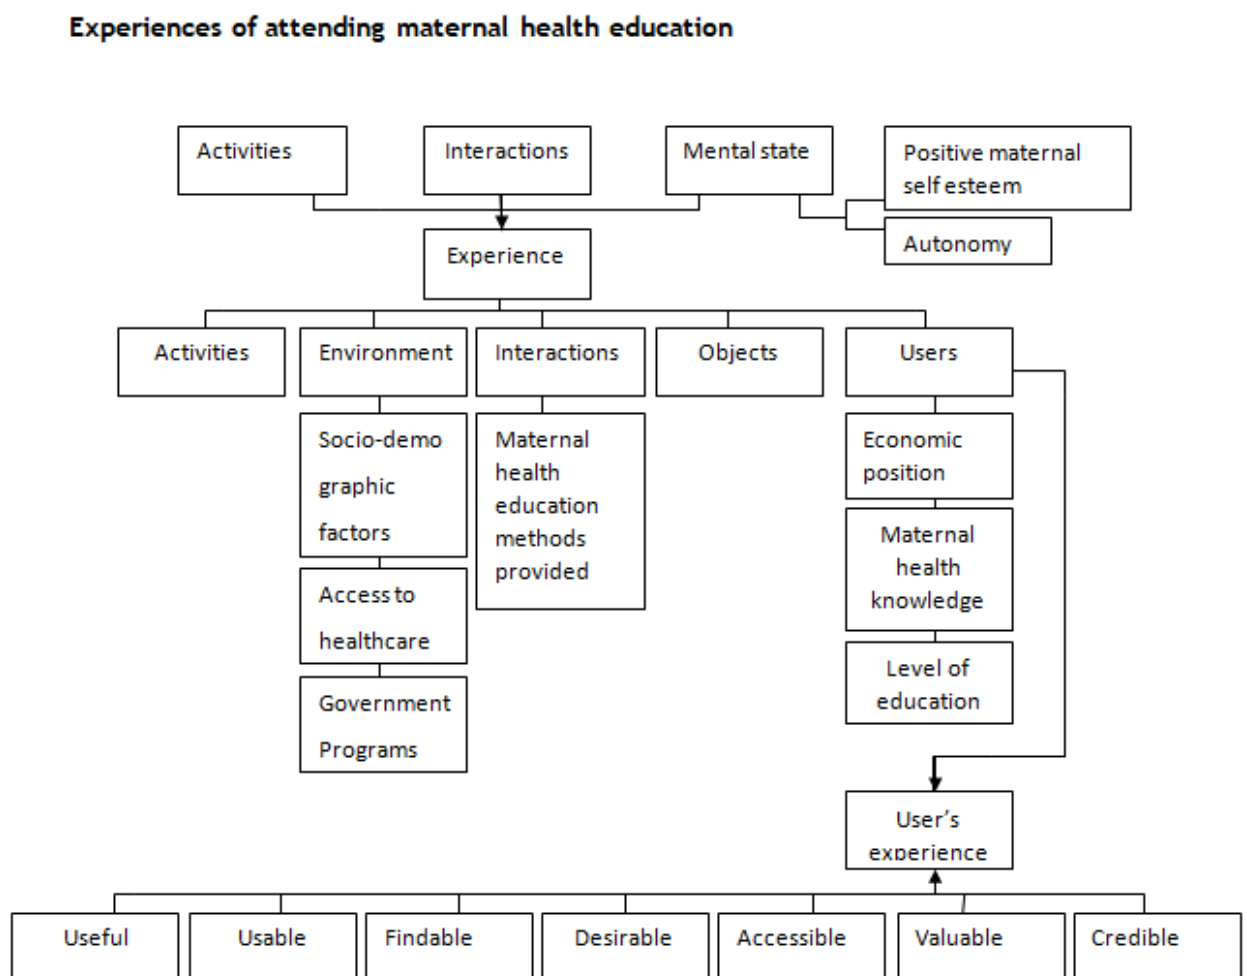 Experiences of attending maternal health education
Activities
Interactions
Mental state
Positive maternal
self esteem
Autonomy
Experience
Activities
Environment
Interactions
Objects
Users
Socio-demo
graphic
factors
Access to
healthcare
Government
Programs
Maternal
health
education
methods
provided
Economic
position
Maternal
health
knowledge
Level of
education
User’s
experience
Useful
Usable
Findable
Desirable
Accessible
Valuable
Credible